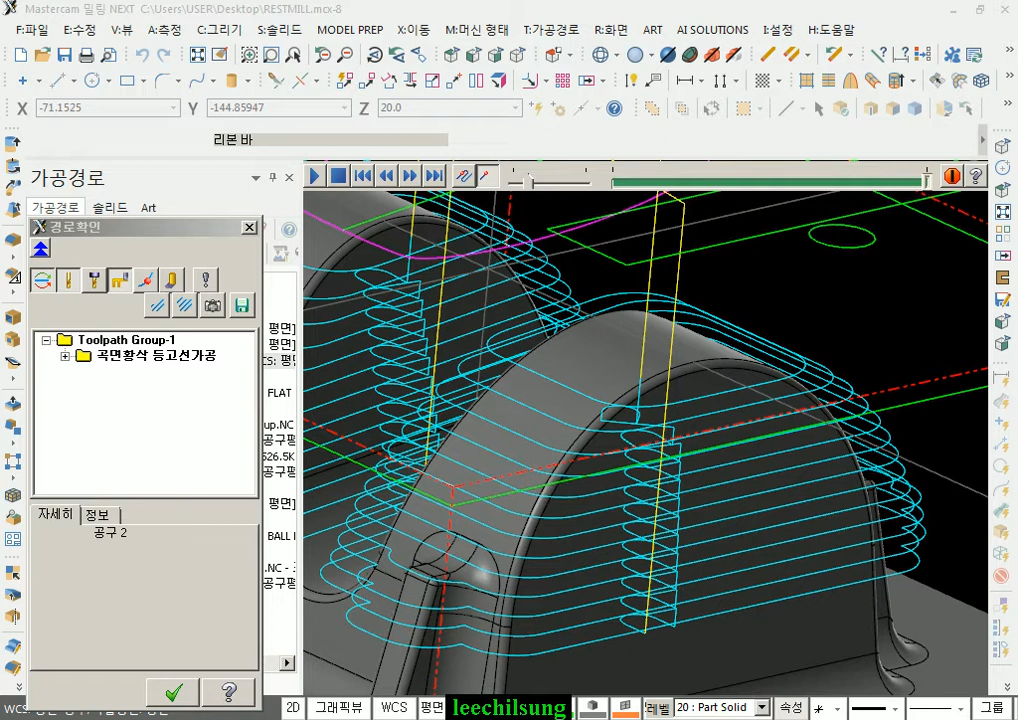 Mastercam 밀링 NEXT C:\Users\USER\Desktop\RESTMILL.mcx-8
F:파일 E:수정 V:뷰 A:측정 C:그리기 S:솔리드 MODEL PREP X:이동 M:머신 형태 T:가공경로 R:화면 ART AI SOLUTIONS I:설정 H:도움말
X -71.1525 Y -144.85947 Z 20.0
리본 바
가공경로
가공경로 솔리드 Art
경로확인
Toolpath Group-1
곡면황삭 등고선가공
평면]
평면]
CS: 평
FLAT
up.NC
공구평
626.5K
공구평
평면]
BALL
.NC -
공구평
자세히 정보
공구 2
WCS:
2D 그래픽뷰 WCS 평면 leechilsung 레벨 20 : Part Solid 속성 그룹